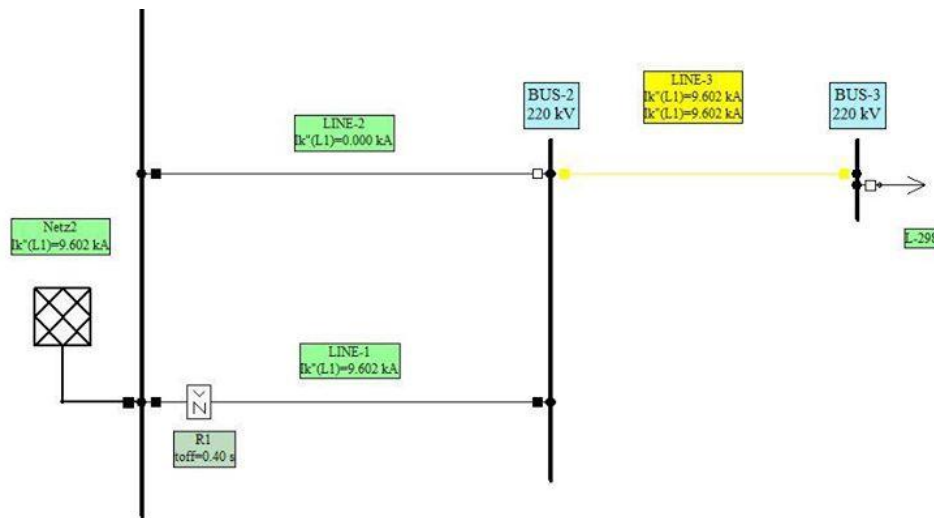 LINE-2
Ik"(L1)=0.000 kA
BUS-2
220 kV
LINE-3
Ik"(L1)=9.602 kA
Ik"(L1)=9.602 kA
BUS-3
220 kV
Netz2
Ik"(L1)=9.602 kA
L-298
LINE-1
Ik"(L1)=9.602 kA
R1
toff=0.40 s